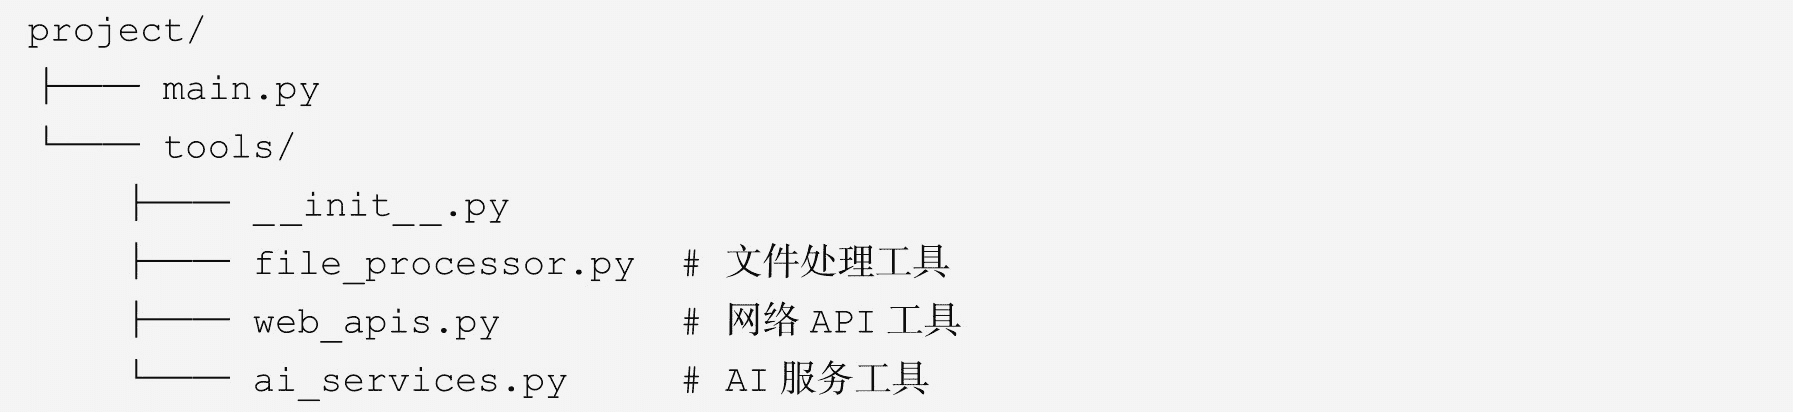 project/
├── main.py
└── tools/
    ├── __init__.py
    ├── file_processor.py  # 文件处理工具
    ├── web_apis.py        # 网络 API 工具
    └── ai_services.py     # AI 服务工具